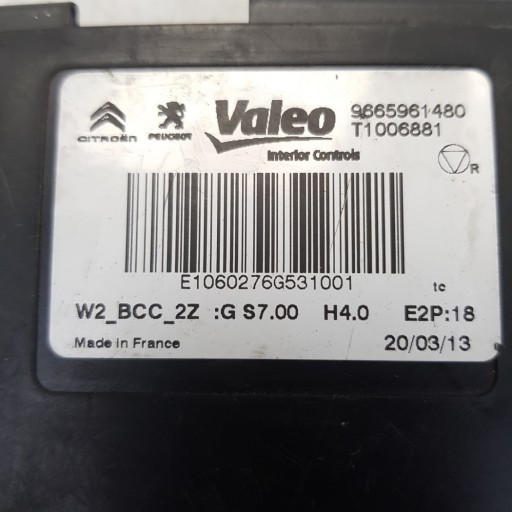 CITROËN PEUGEOT Valeo 9665961480
Interior Controls T1006881
R
E1060276G531001 tc
W2_BCC_2Z :G S7.00 H4.0 E2P:18
Made in France 20/03/13